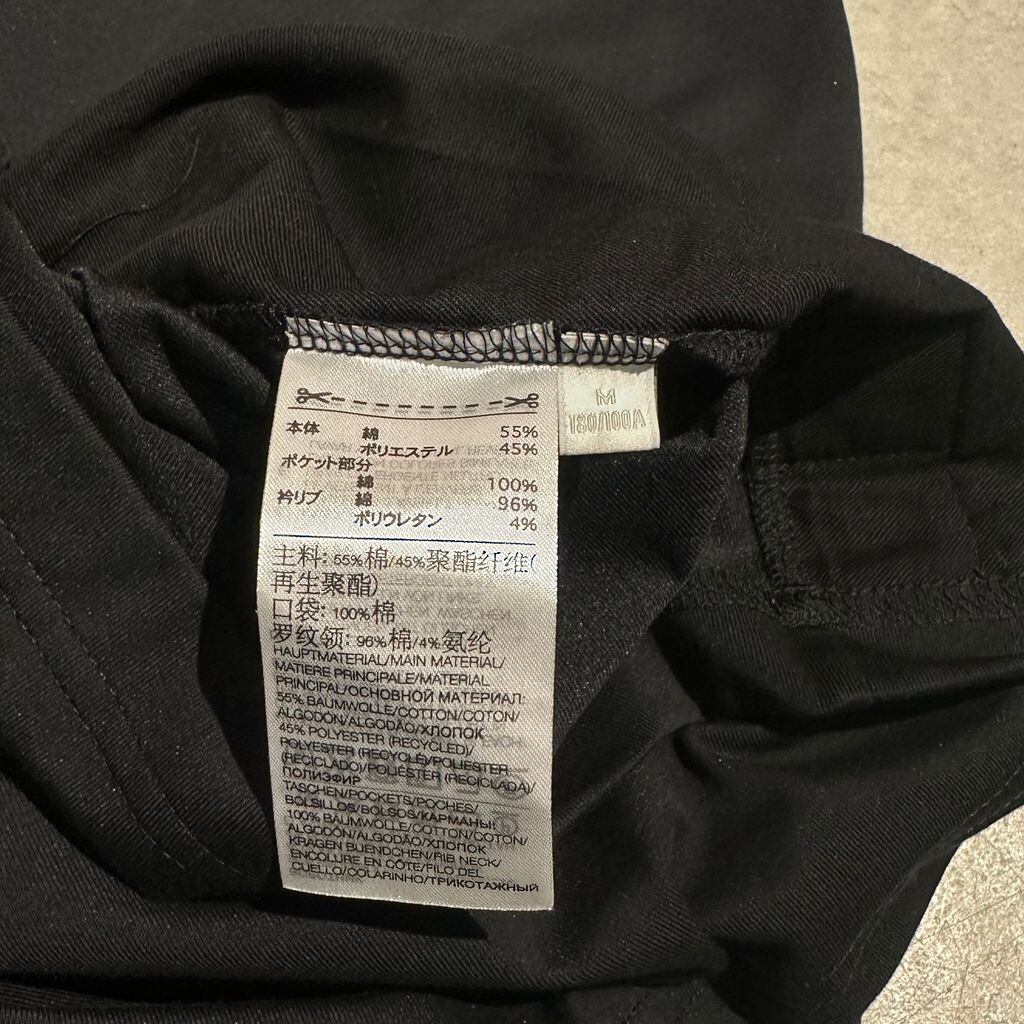 本体 綿 55%
ポリエステル 45%
ポケット部分
綿 100%
衿リブ 綿 96%
ポリウレタン 4%
主料: 55%棉/45%聚酯纤维(
再生聚酯)
口袋: 100%棉
罗纹领: 96%棉/4%氨纶
HAUPTMATERIAL/MAIN MATERIAL/
MATIERE PRINCIPALE/MATERIAL
PRINCIPAL/ОСНОВНОЙ МАТЕРИАЛ:
55% BAUMWOLLE/COTTON/COTON/
ALGODÓN/ALGODÃO/ХЛОПОК
45% POLYESTER (RECYCLED)/
POLYESTER (RECYCLÉ)/POLIÉSTER
(RECICLADO)/POLIÉSTER (RECICLADA)/
ПОЛИЭФИР
TASCHEN/POCKETS/POCHES/
BOLSILLOS/BOLSOS/КАРМАНЫ:
100% BAUMWOLLE/COTTON/COTON/
ALGODÓN/ALGODÃO/ХЛОПОК
KRAGEN BUENDCHEN/RIB NECK/
ENCOLURE EN CÔTE/FILO DEL
CUELLO/COLARINHO/ТРИКОТАЖНЫЙ
M
180/100/A